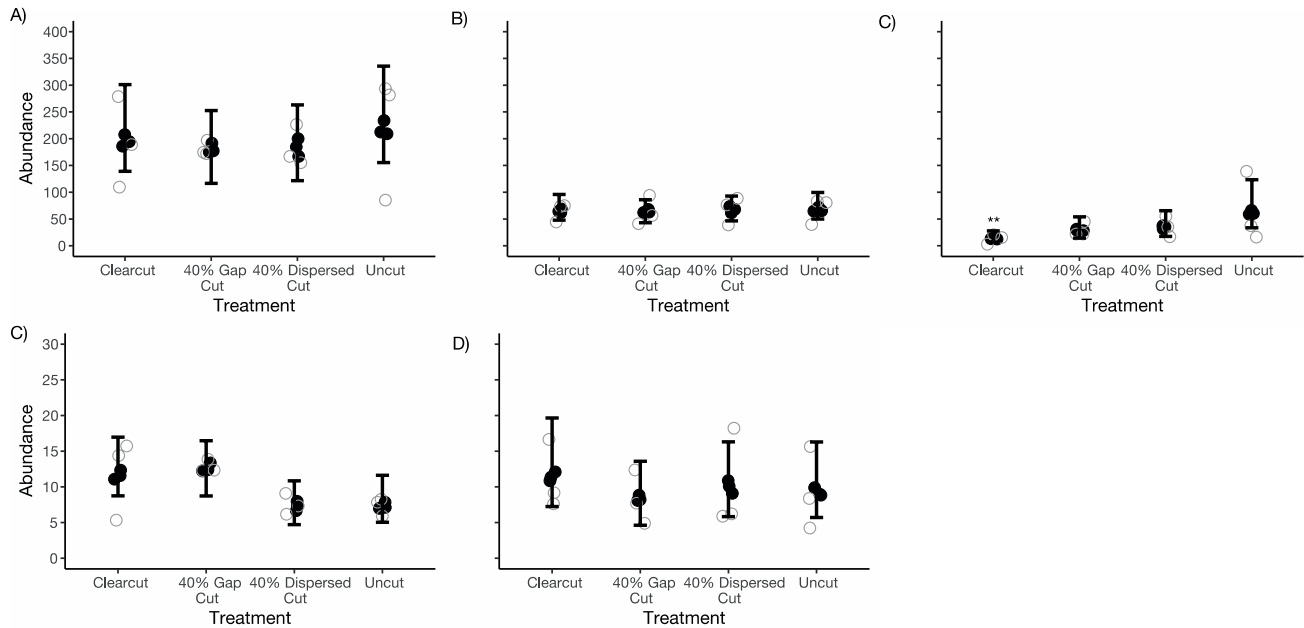 A)
400
350
300
250
200
150
100
50
0
Abundance
Clearcut
40% Gap
Cut
40% Dispersed
Cut
Uncut
Treatment
B)
Clearcut
40% Gap
Cut
40% Dispersed
Cut
Uncut
Treatment
C)
**
Clearcut
40% Gap
Cut
40% Dispersed
Cut
Uncut
Treatment
C)
30
25
20
15
10
5
0
Abundance
Clearcut
40% Gap
Cut
40% Dispersed
Cut
Uncut
Treatment
D)
Clearcut
40% Gap
Cut
40% Dispersed
Cut
Uncut
Treatment